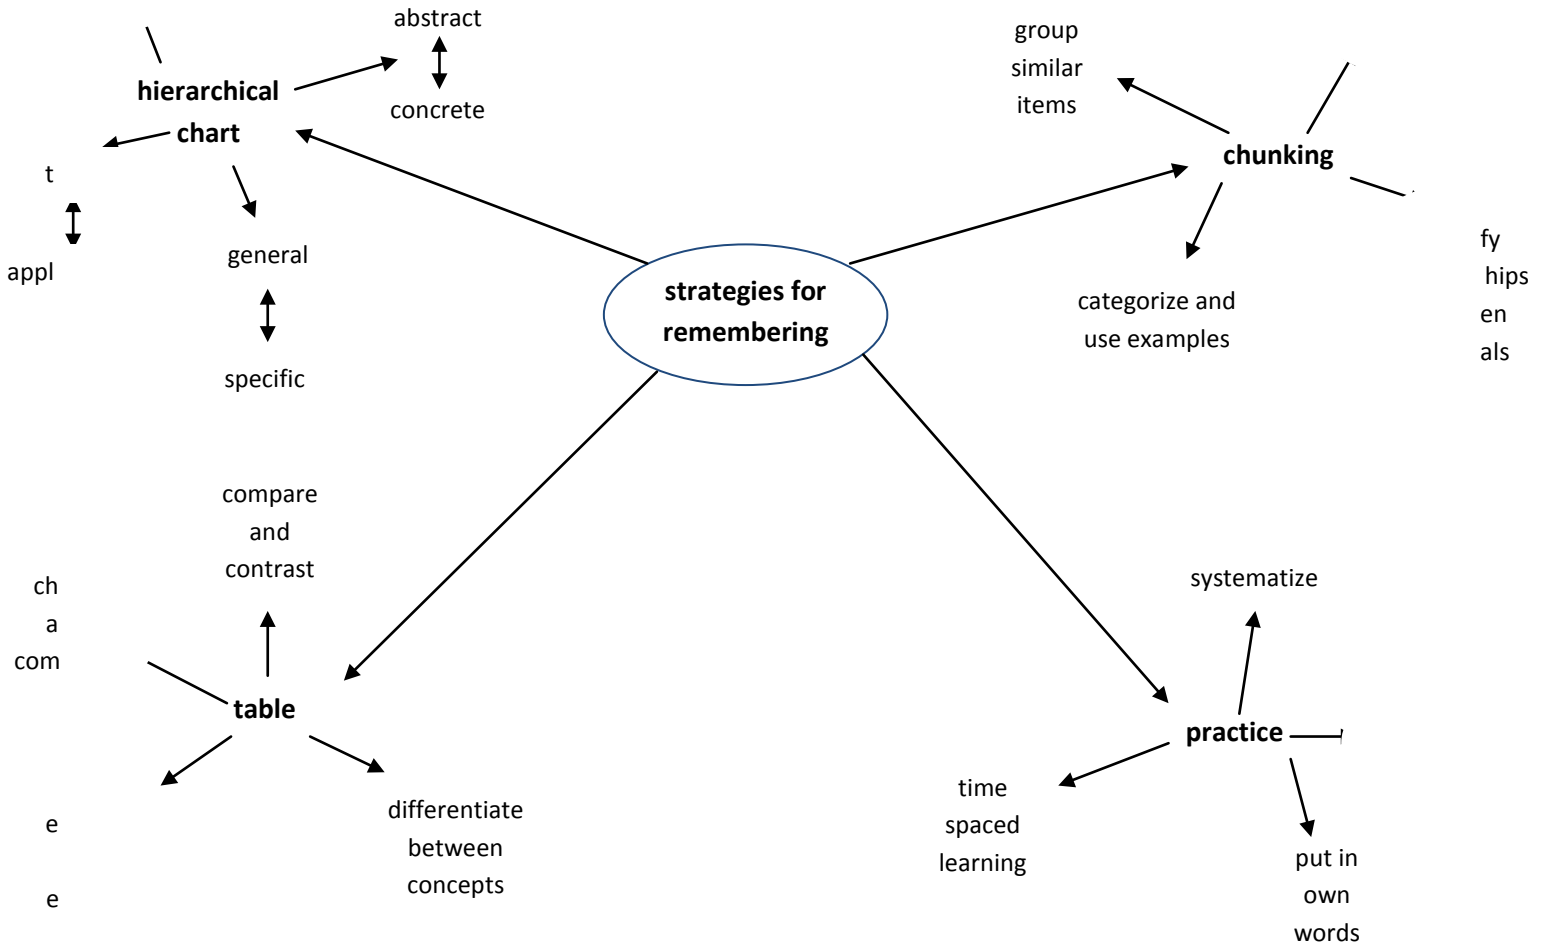 abstract
concrete
hierarchical
chart
t
appl
general
specific
group
similar
items
chunking
categorize and
use examples
fy
hips
en
als
strategies for
remembering
compare
and
contrast
ch
a
com
table
e
e
differentiate
between
concepts
systematize
practice
time
spaced
learning
put in
own
words